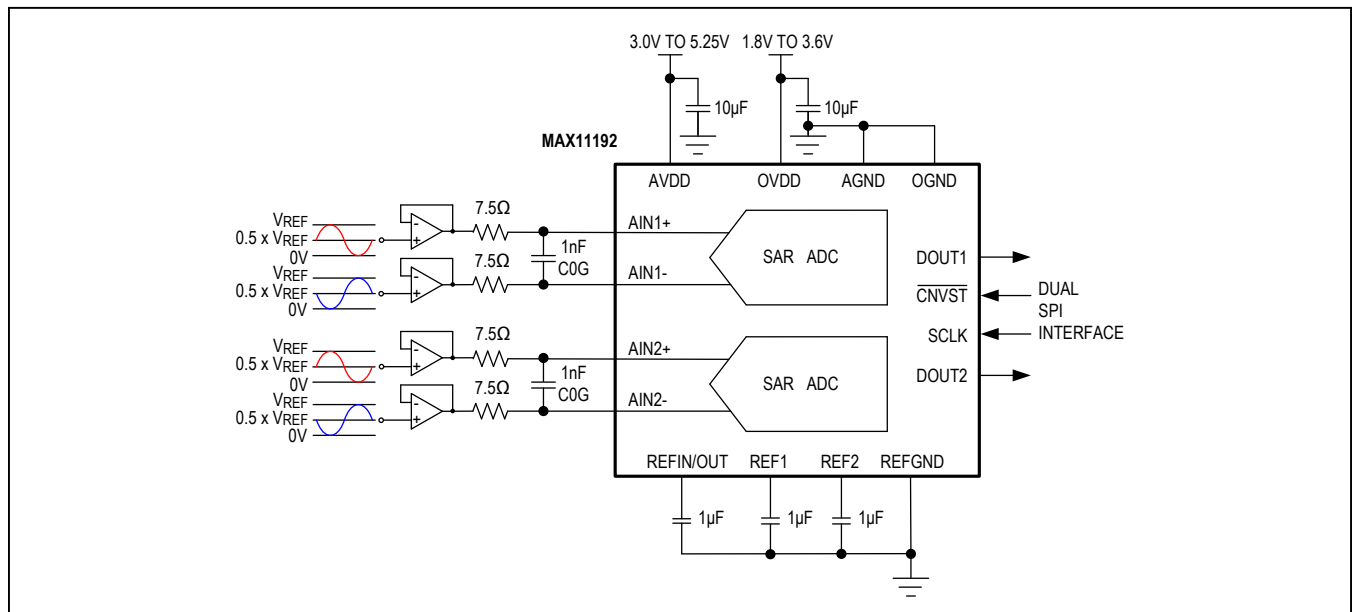 3.0V TO 5.25V
1.8V TO 3.6V
10µF
10µF
MAX11192
AVDD
OVDD
AGND
OGND
VREF
0.5 x VREF
0V
7.5Ω
AIN1+
1nF
C0G
SAR ADC
DOUT1
VREF
0.5 x VREF
0V
7.5Ω
AIN1-
CNVST
DUAL
SPI
INTERFACE
SCLK
VREF
0.5 x VREF
0V
7.5Ω
AIN2+
1nF
C0G
SAR ADC
DOUT2
VREF
0.5 x VREF
0V
7.5Ω
AIN2-
REFIN/OUT
REF1
REF2
REFGND
1µF
1µF
1µF